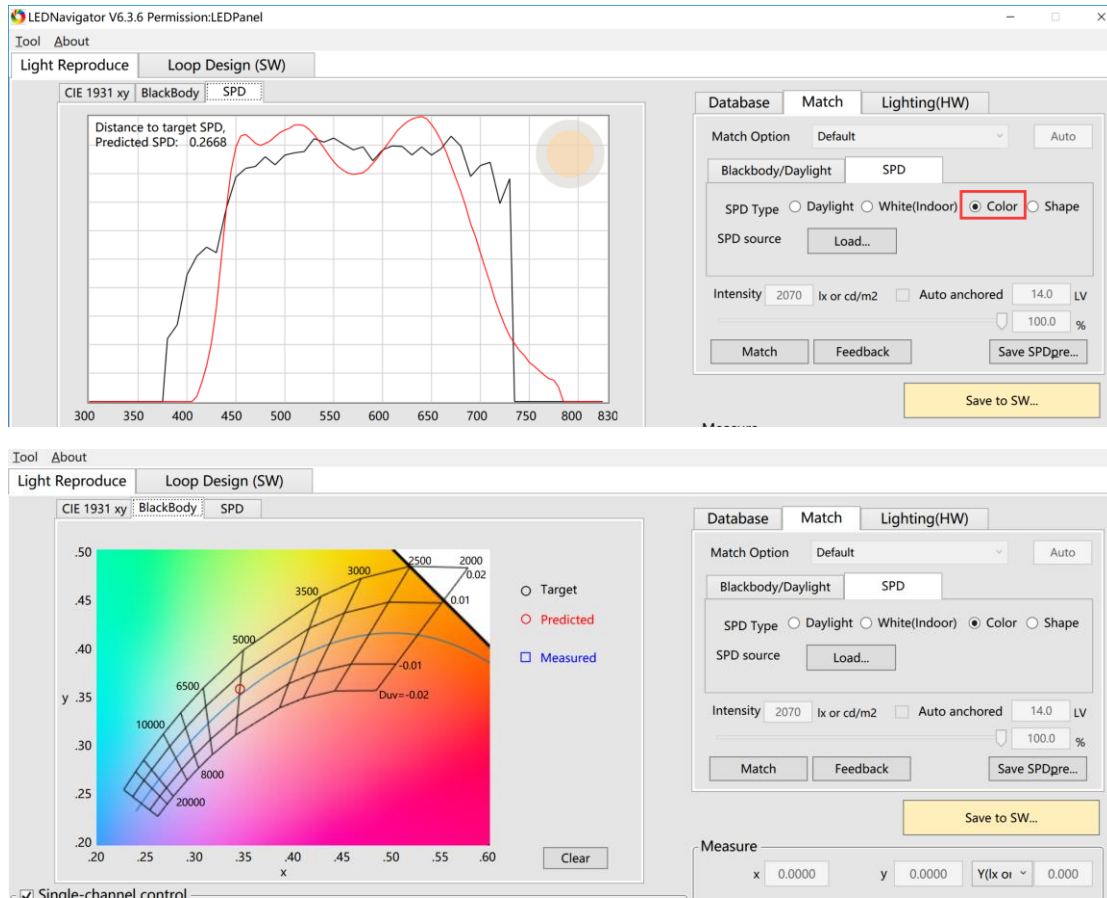 LEDNavigator V6.3.6 Permission:LEDPanel
Tool About
Light Reproduce Loop Design (SW)
CIE 1931 xy BlackBody SPD
Distance to target SPD,
Predicted SPD: 0.2668
300 350 400 450 500 550 600 650 700 750 800 830
Database Match Lighting(HW)
Match Option Default Auto
Blackbody/Daylight SPD
SPD Type Daylight White(Indoor) Color Shape
SPD source Load...
Intensity 2070 lx or cd/m2 Auto anchored 14.0 LV
100.0 %
Match Feedback Save SPDpre...
Save to SW...
Tool About
Light Reproduce Loop Design (SW)
CIE 1931 xy BlackBody SPD
.50
.45
.40
y .35
.30
.25
.20
.20 .25 .30 .35 .40 .45 .50 .55 .60
x
2500 2000
3000 0.02
3500 0.01
5000
-0.01
6500 Duv=-0.02
10000
8000
20000
Target
Predicted
Measured
Clear
Database Match Lighting(HW)
Match Option Default Auto
Blackbody/Daylight SPD
SPD Type Daylight White(Indoor) Color Shape
SPD source Load...
Intensity 2070 lx or cd/m2 Auto anchored 14.0 LV
100.0 %
Match Feedback Save SPDpre...
Save to SW...
Measure
x 0.0000 y 0.0000 Y(lx or 0.000
Single-channel control